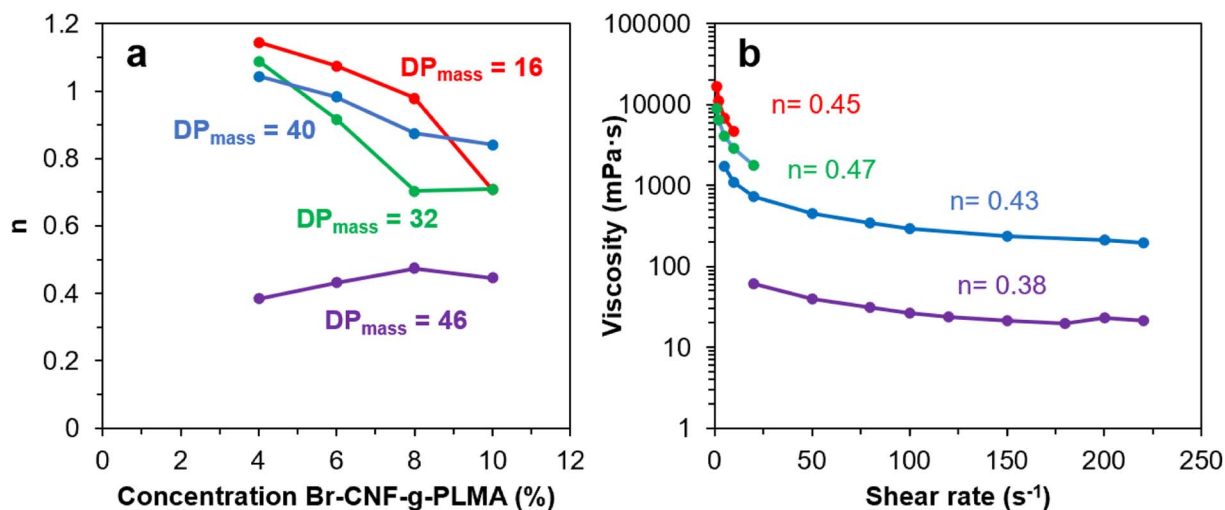 a
n
1.2
1
0.8
0.6
0.4
0.2
0
DPmass = 16
DPmass = 40
DPmass = 32
DPmass = 46
0 2 4 6 8 10 12
Concentration Br-CNF-g-PLMA (%)
b
Viscosity (mPa·s)
100000
10000
1000
100
10
1
n= 0.45
n= 0.47
n= 0.43
n= 0.38
0 50 100 150 200 250
Shear rate (s-1)